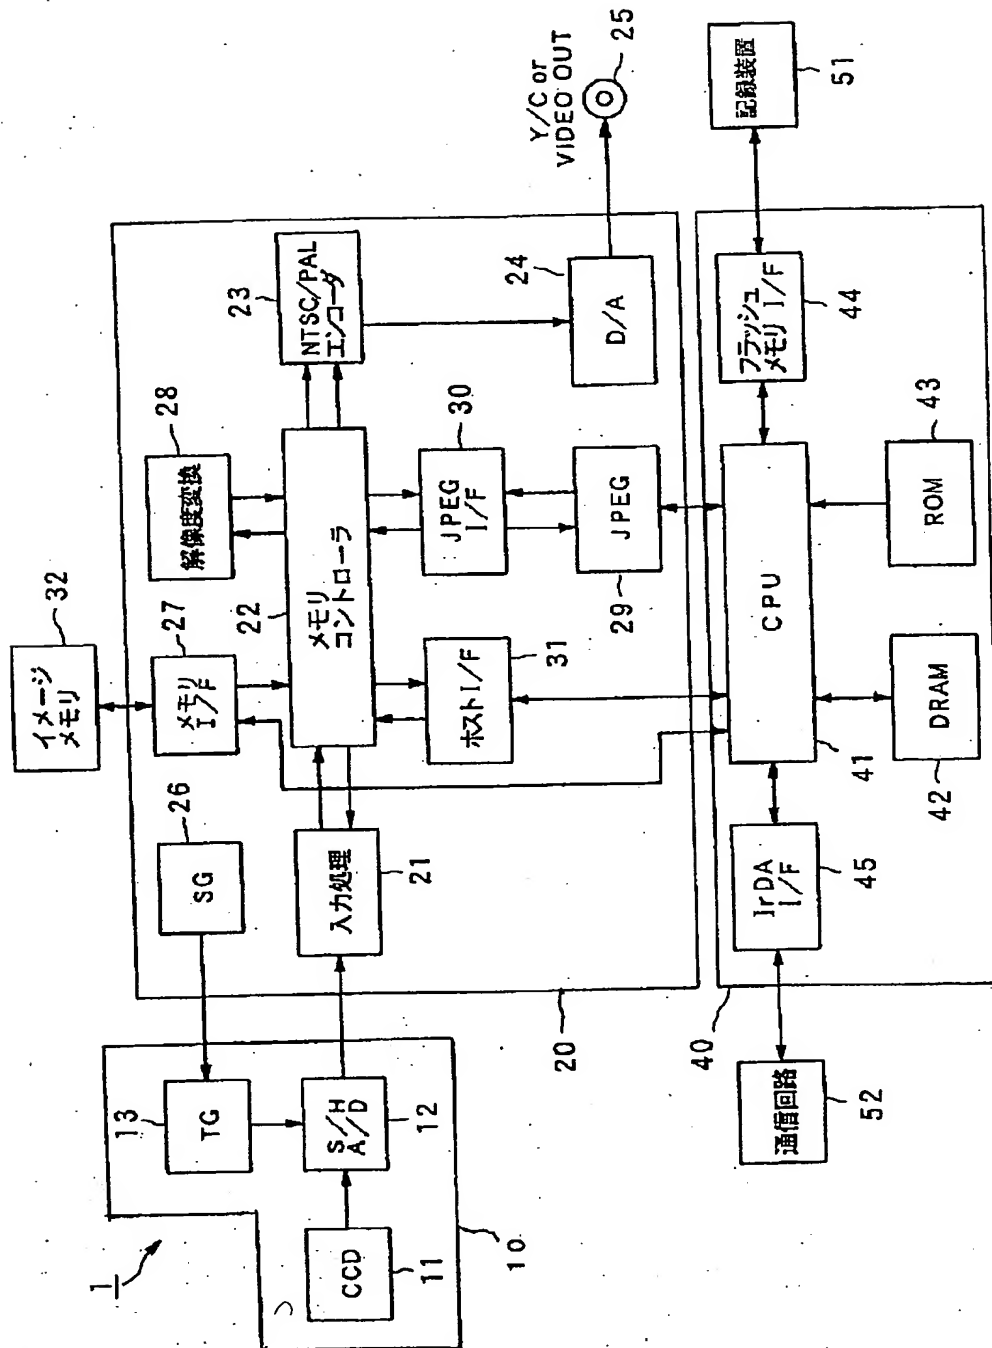 1
10
CCD
11
S/H
A/D
12
TG
13
20
入力処理
21
メモリ
コントローラ
22
NTSC/PAL
エンコーダ
23
D/A
24
Y/C or
VIDEO OUT
25
SG
26
メモリ
I/F
27
解像度変換
28
JPEG
29
JPEG
I/F
30
ホストI/F
31
イメージ
メモリ
32
40
CPU
41
DRAM
42
ROM
43
フラッシュ
メモリ I/F
44
IrDA
I/F
45
記録装置
51
通信回路
52